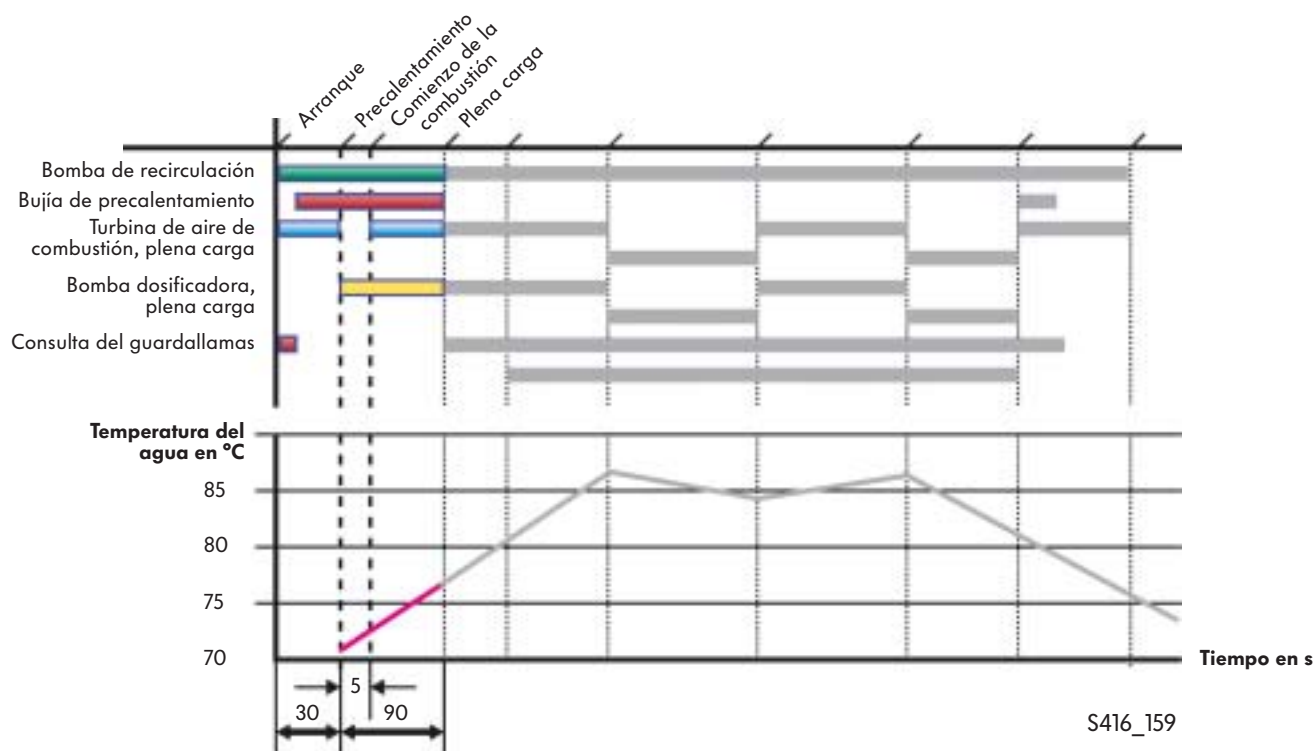 Arranque
Precalentamiento
Comienzo de la
combustión
Plena carga
Bomba de recirculación
Bujía de precalentamiento
Turbina de aire de
combustión, plena carga
Bomba dosificadora,
plena carga
Consulta del guardallamas
Temperatura del
agua en °C
85
80
75
70
Tiempo en s
5
30 90
S416_159